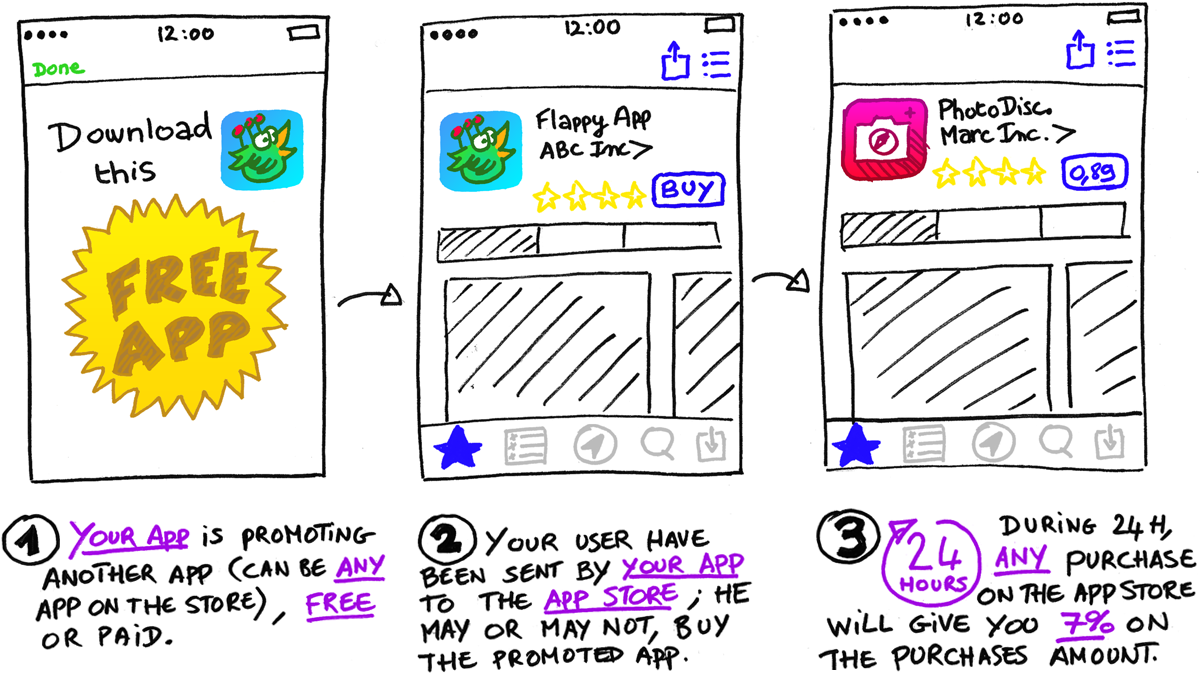 12:00
Done
Download
this
FREE
APP
12:00
Flappy App
ABC Inc>
BUY
12:00
PhotoDisc.
Marc Inc.>
0,89
1 YOUR APP IS PROMOTING
ANOTHER APP (CAN BE ANY
APP ON THE STORE), FREE
OR PAID.
2 YOUR USER HAVE
BEEN SENT BY YOUR APP
TO THE APP STORE ; HE
MAY OR MAY NOT, BUY
THE PROMOTED APP.
3 24 HOURS DURING 24H,
ANY PURCHASE
ON THE APP STORE
WILL GIVE YOU 7% ON
THE PURCHASES AMOUNT.